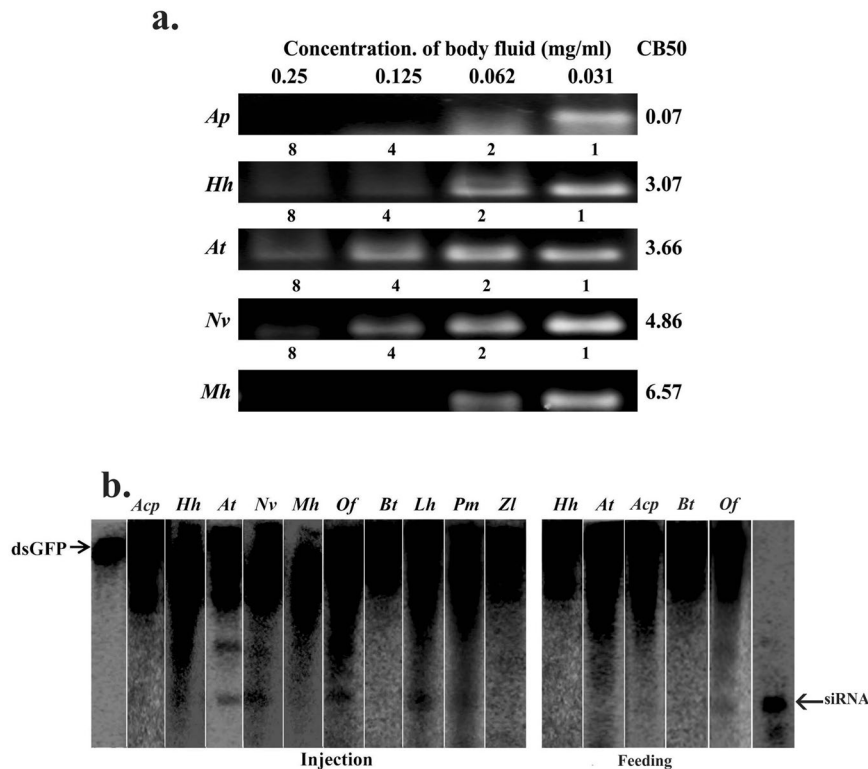 a.
Concentration. of body fluid (mg/ml) CB50
0.25 0.125 0.062 0.031
Ap 0.07
8 4 2 1
Hh 3.07
8 4 2 1
At 3.66
8 4 2 1
Nv 4.86
8 4 2 1
Mh 6.57
b.
Acp Hh At Nv Mh Of Bt Lh Pm Zl Hh At Acp Bt Of
dsGFP
siRNA
Injection Feeding